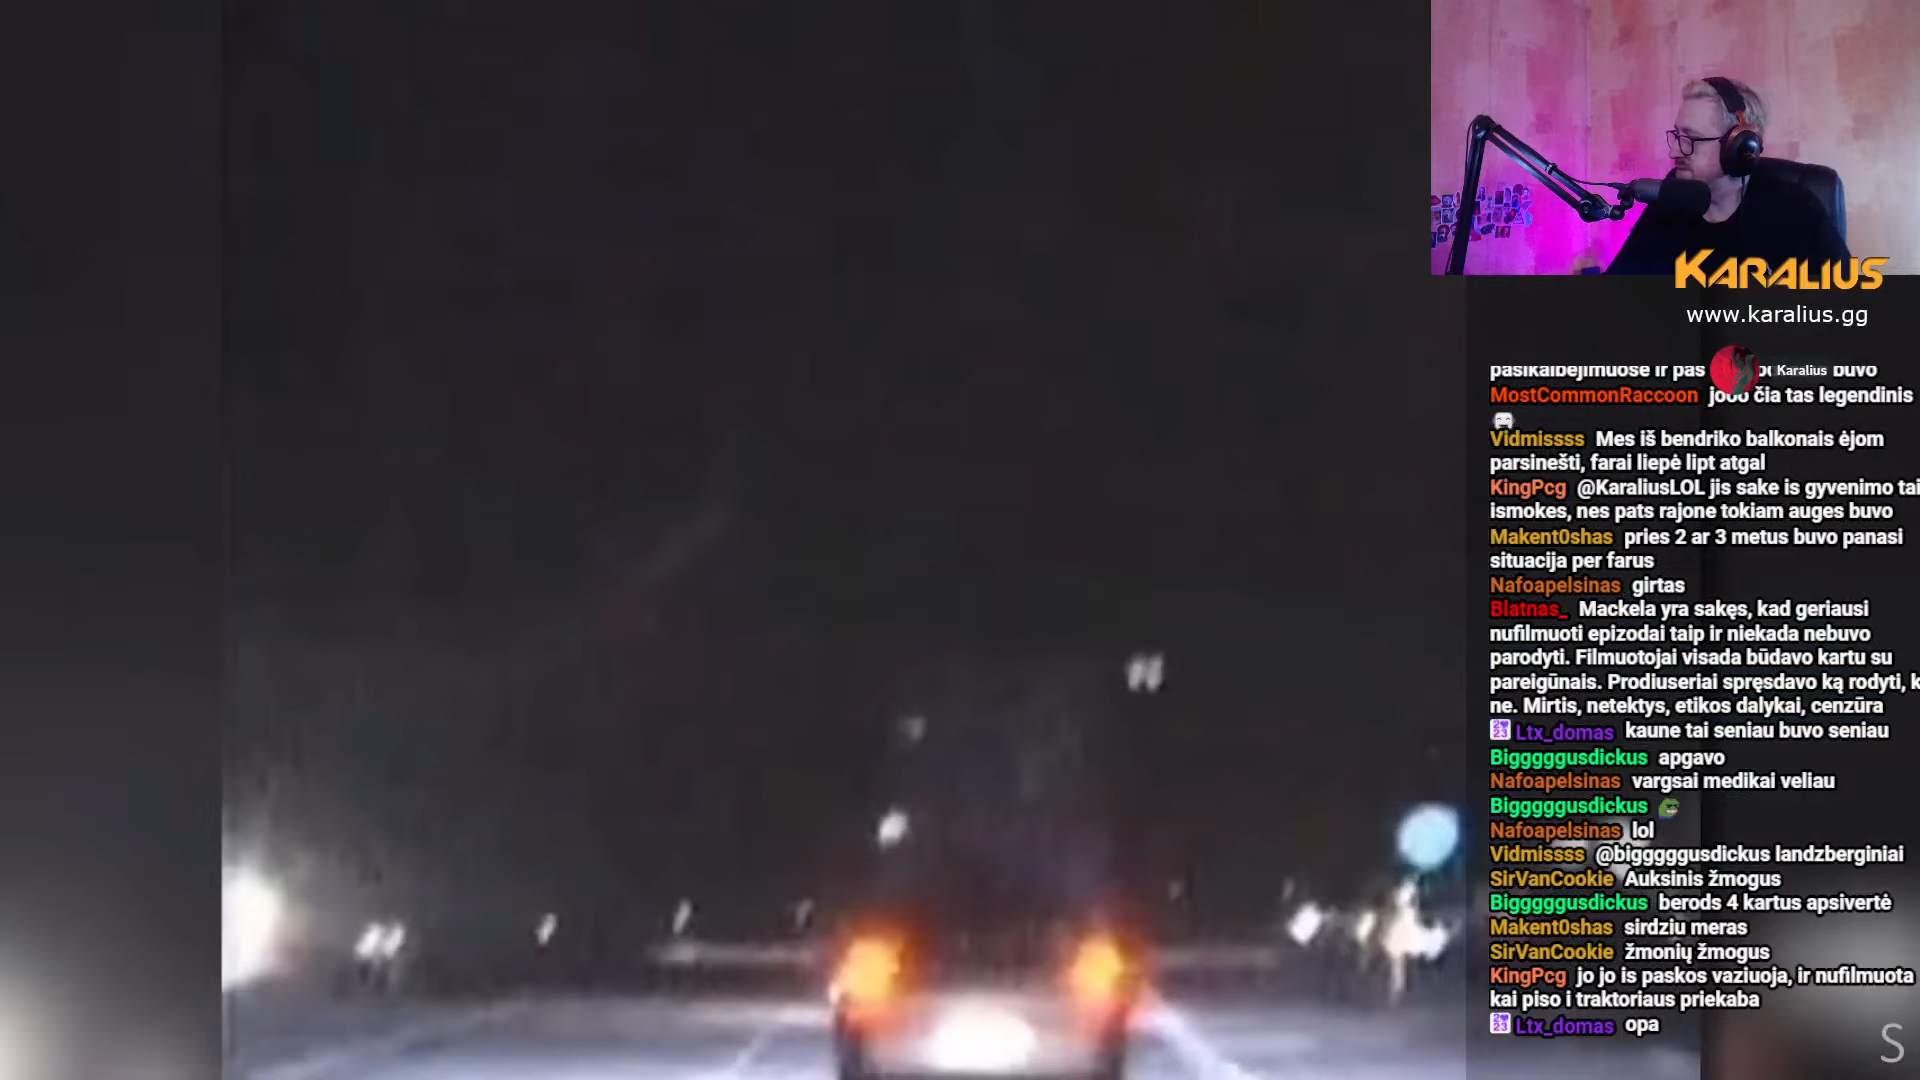 KARALIUS
www.karalius.gg
pasikalbėjimuose ir pas
Karalius
buvo
MostCommonRaccoon jooo čia tas legendinis
Vidmissss Mes iš bendriko balkonais ėjom
parsinešti, farai liepė lipt atgal
KingPcg @KaraliusLOL jis sake is gyvenimo tai
ismokes, nes pats rajone tokiam auges buvo
Makent0shas pries 2 ar 3 metus buvo panasi
situacija per farus
Nafoapelsinas girtas
Blatnas_ Mackela yra sakęs, kad geriausi
nufilmuoti epizodai taip ir niekada nebuvo
parodyti. Filmuotojai visada būdavo kartu su
pareigūnais. Prodiuseriai spręsdavo ką rodyti,
ne. Mirtis, netektys, etikos dalykai, cenzūra
Ltx_domas kaune tai seniau buvo seniau
Bigggggusdickus apgavo
Nafoapelsinas vargsai medikai veliau
Bigggggusdickus
Nafoapelsinas lol
Vidmissss @bigggggusdickus landzberginiai
SirVanCookie Auksinis žmogus
Bigggggusdickus berods 4 kartus apsivertė
Makent0shas sirdziu meras
SirVanCookie žmonių žmogus
KingPcg jo jo is paskos vaziuoja, ir nufilmuota
kai piso i traktoriaus priekaba
Ltx_domas opa
S